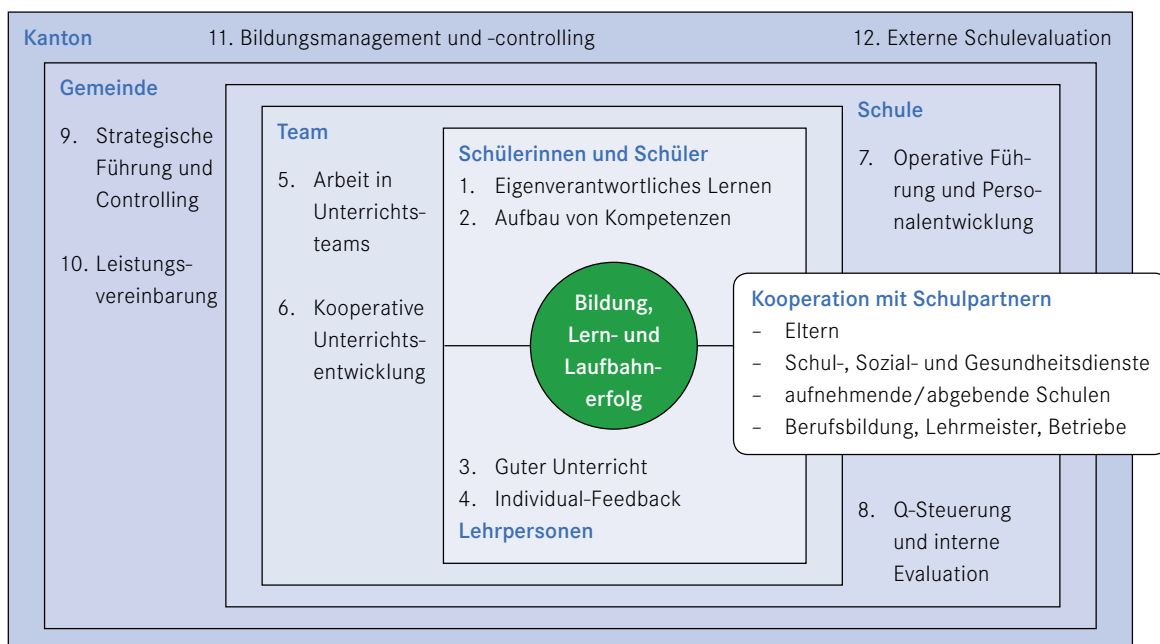 Kanton
11. Bildungsmanagement und -controlling
12. Externe Schulevaluation
Gemeinde
9. Strategische
Führung und
Controlling
10. Leistungs-
vereinbarung
Team
5. Arbeit in
Unterrichts-
teams
6. Kooperative
Unterrichts-
entwicklung
Schülerinnen und Schüler
1. Eigenverantwortliches Lernen
2. Aufbau von Kompetenzen
Bildung,
Lern- und
Laufbahn-
erfolg
3. Guter Unterricht
4. Individual-Feedback
Lehrpersonen
Schule
7. Operative Füh-
rung und Perso-
nalentwicklung
Kooperation mit Schulpartnern
– Eltern
– Schul-, Sozial- und Gesundheitsdienste
– aufnehmende/abgebende Schulen
– Berufsbildung, Lehrmeister, Betriebe
8. Q-Steuerung
und interne
Evaluation